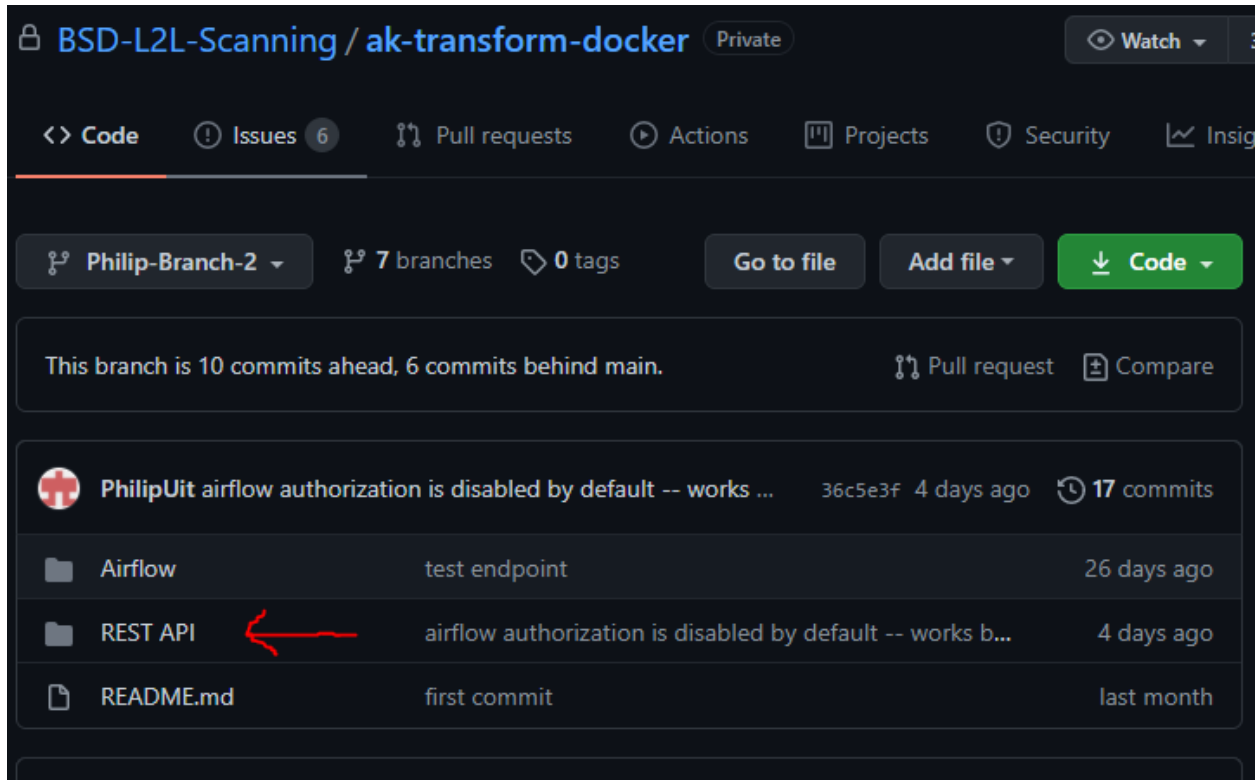 BSD-L2L-Scanning / ak-transform-docker Private Watch
Code Issues 6 Pull requests Actions Projects Security Insig
Philip-Branch-2 7 branches 0 tags Go to file Add file Code
This branch is 10 commits ahead, 6 commits behind main. Pull request Compare
PhilipUit airflow authorization is disabled by default -- works ... 36c5e3f 4 days ago 17 commits
Airflow test endpoint 26 days ago
REST API airflow authorization is disabled by default -- works b... 4 days ago
README.md first commit last month